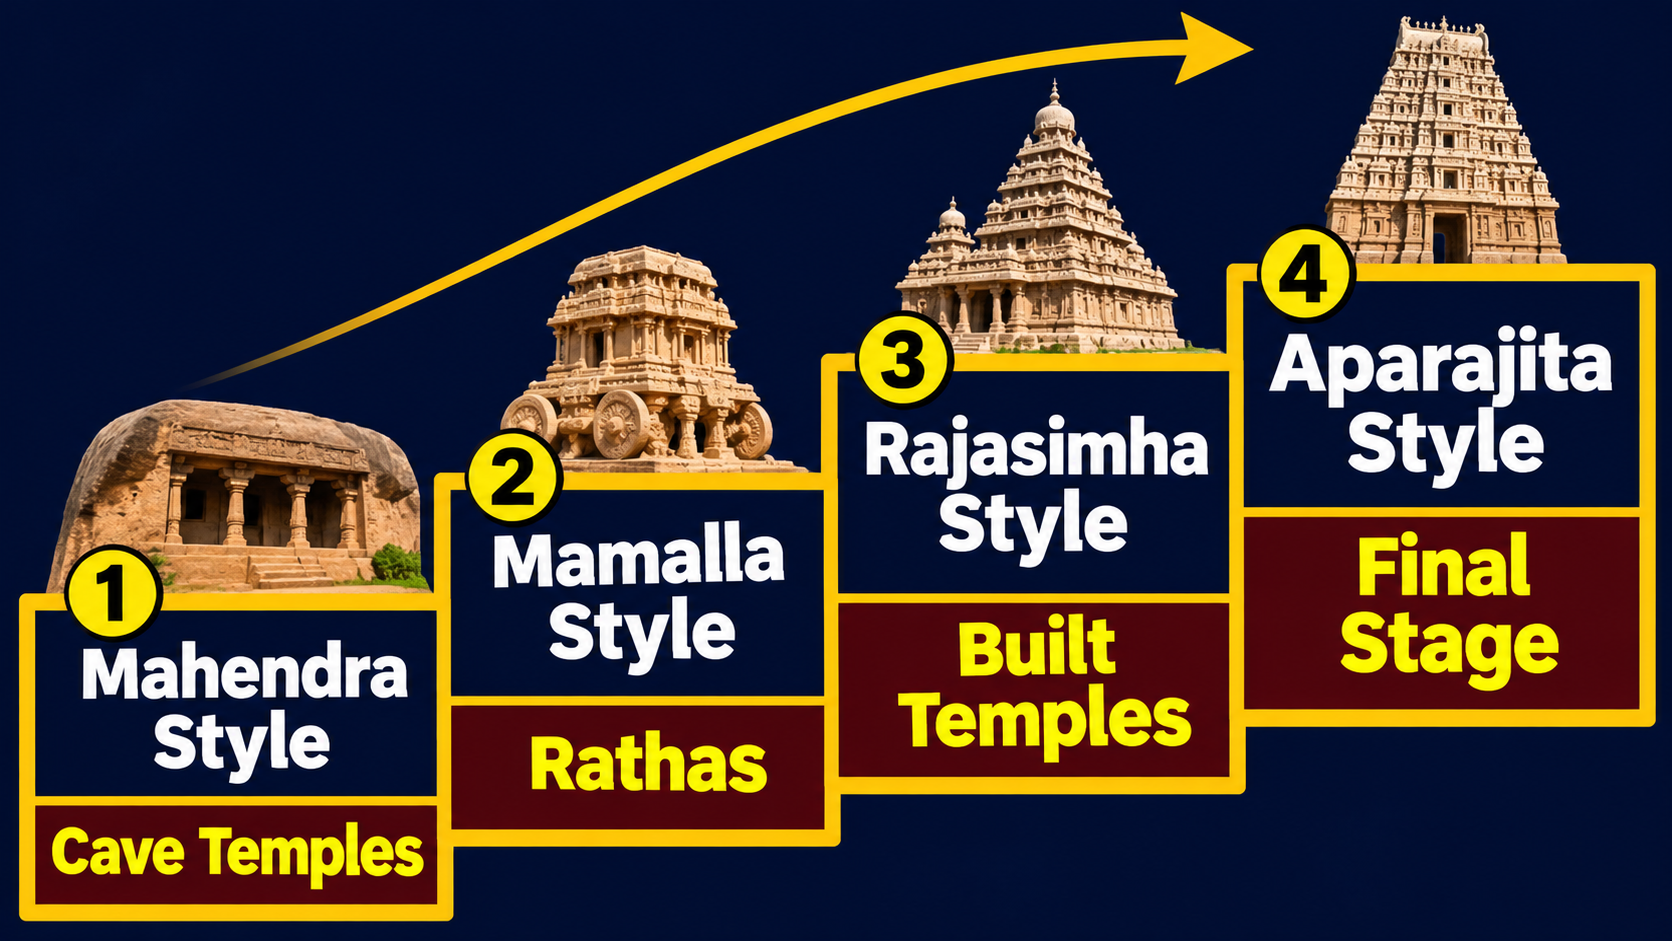 1
Mahendra
Style
Cave Temples
2
Mamalla
Style
Rathas
3
Rajasimha
Style
Built
Temples
4
Aparajita
Style
Final
Stage